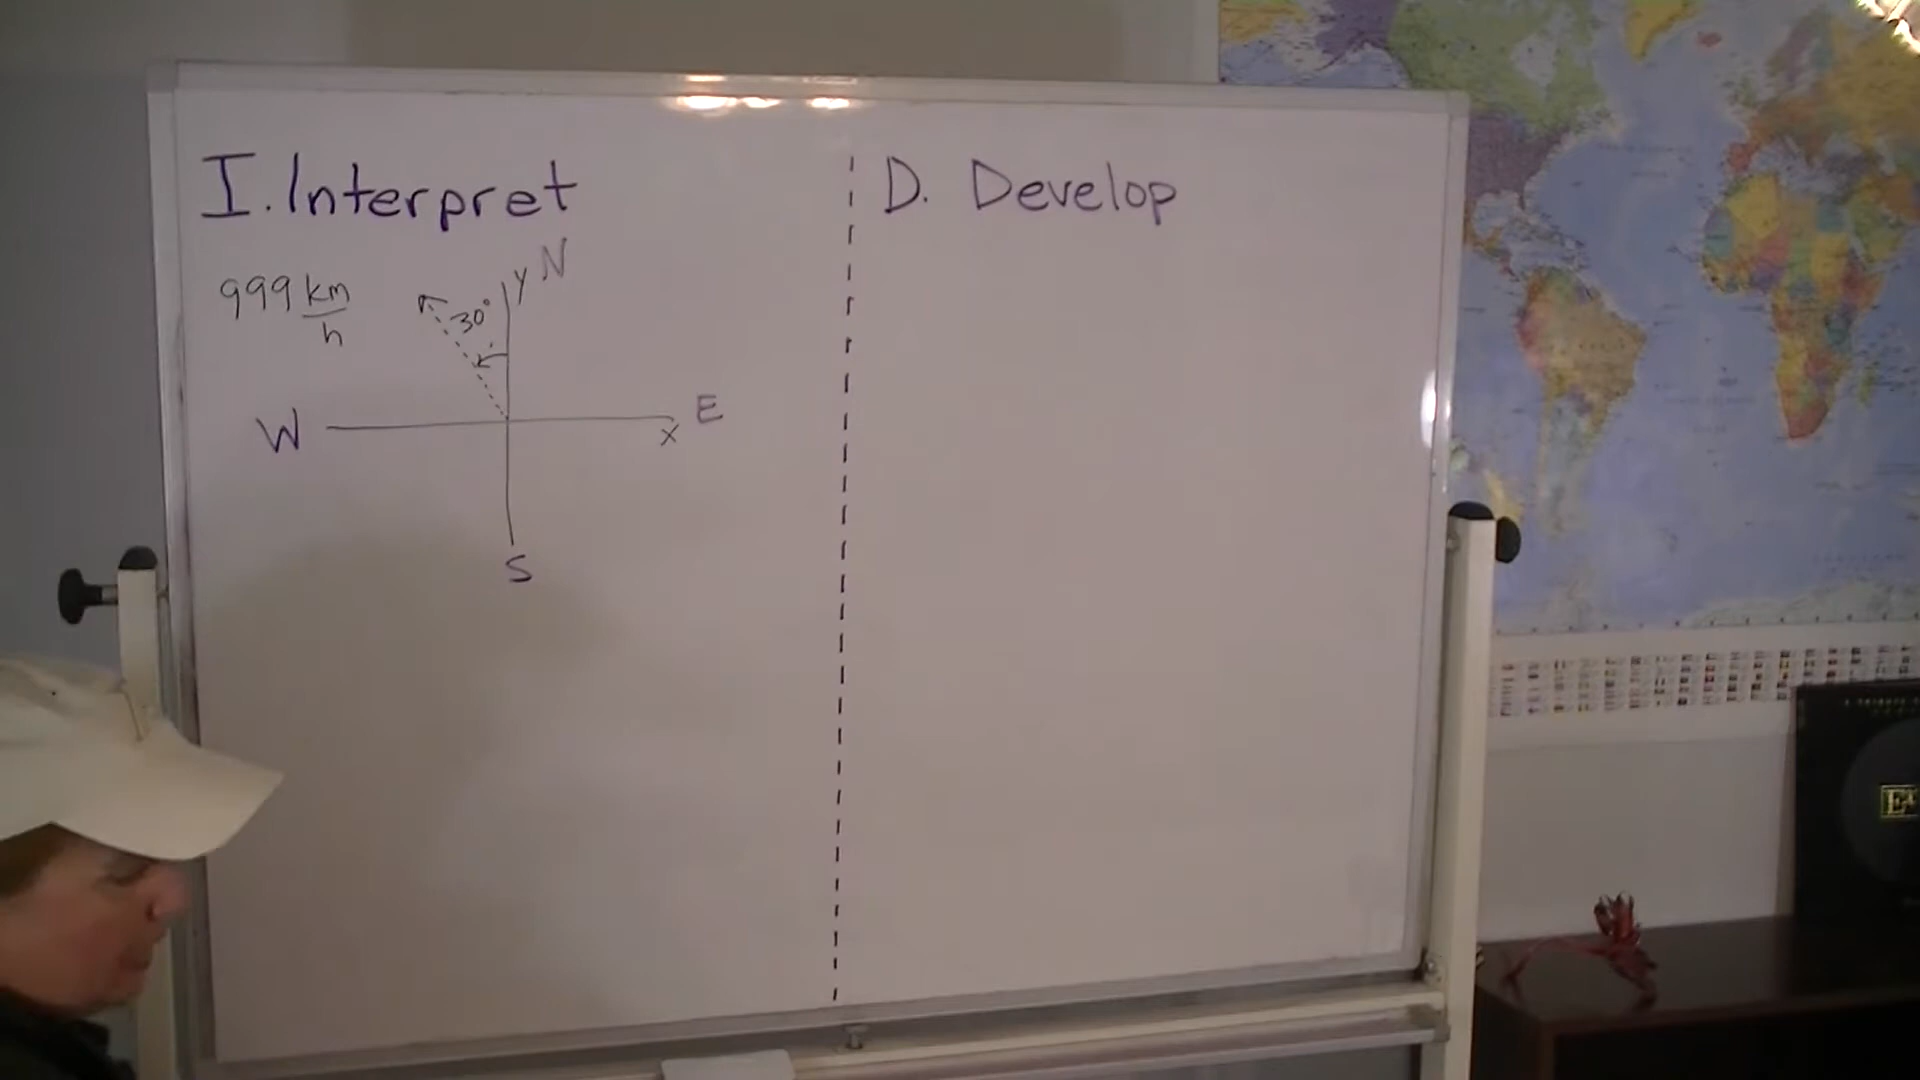 I. Interpret
D. Develop
999 km/h
30°
y N
W
E
x
S